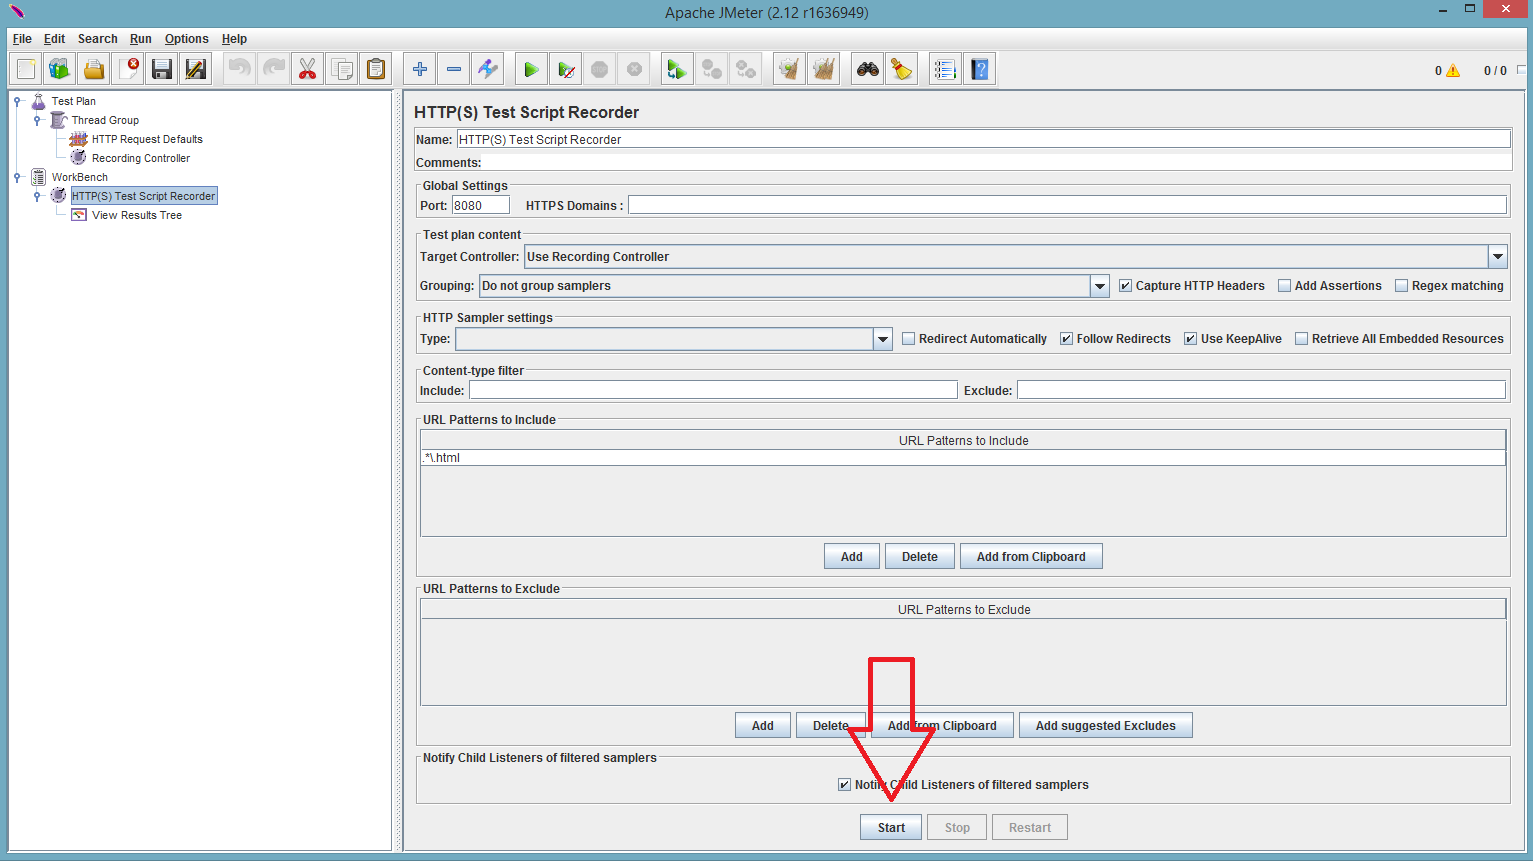 Apache JMeter (2.12 r1636949)
File Edit Search Run Options Help
0 0 / 0
Test Plan
Thread Group
HTTP Request Defaults
Recording Controller
WorkBench
HTTP(S) Test Script Recorder
View Results Tree
HTTP(S) Test Script Recorder
Name: HTTP(S) Test Script Recorder
Comments:
Global Settings
Port: 8080 HTTPS Domains :
Test plan content
Target Controller: Use Recording Controller
Grouping: Do not group samplers Capture HTTP Headers Add Assertions Regex matching
HTTP Sampler settings
Type: Redirect Automatically Follow Redirects Use KeepAlive Retrieve All Embedded Resources
Content-type filter
Include: Exclude:
URL Patterns to Include
URL Patterns to Include
.*\.html
Add Delete Add from Clipboard
URL Patterns to Exclude
URL Patterns to Exclude
Add Delete Add from Clipboard Add suggested Excludes
Notify Child Listeners of filtered samplers
Notify Child Listeners of filtered samplers
Start Stop Restart